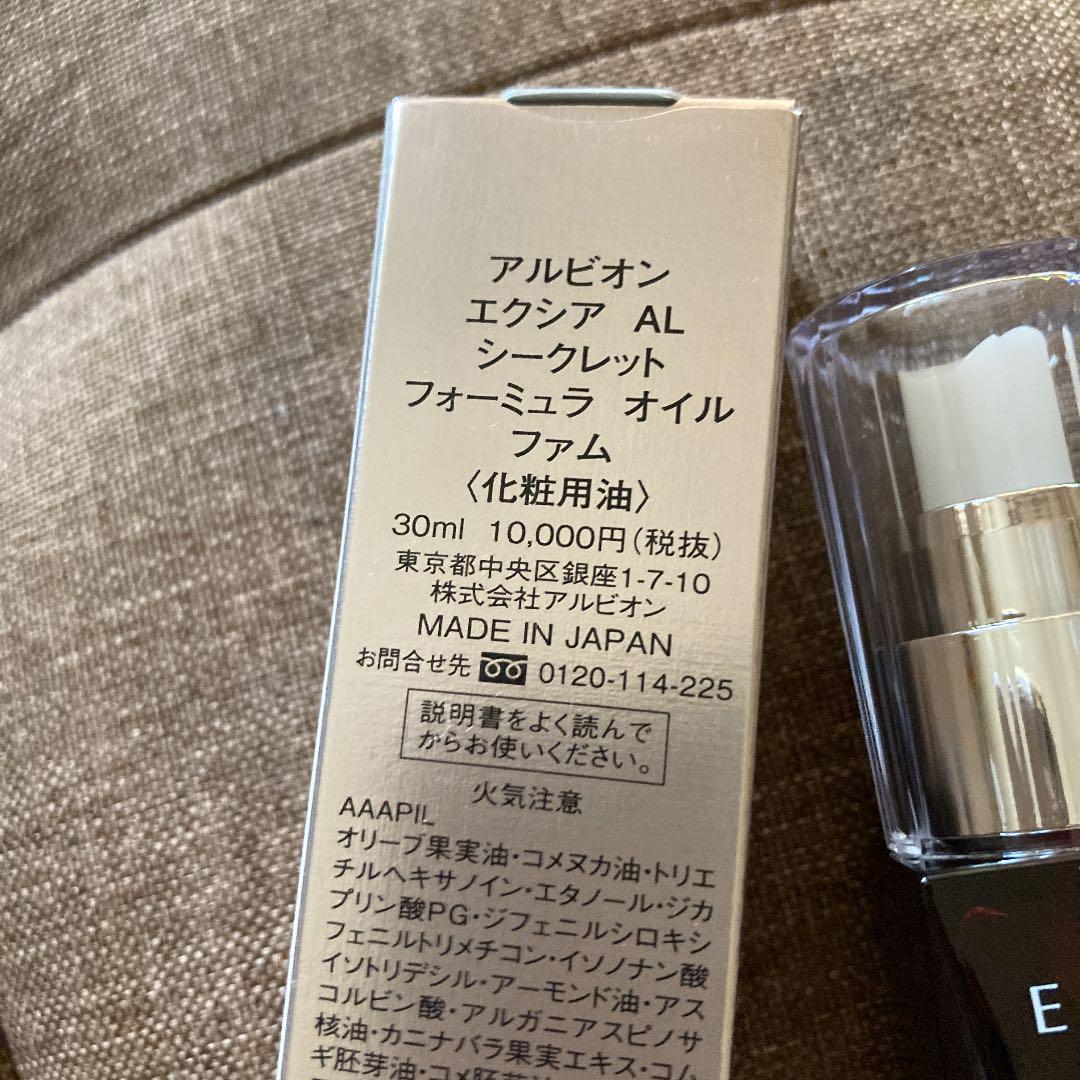 アルビオン
エクシア AL
シークレット
フォーミュラ オイル
ファム
〈化粧用油〉
30ml 10,000円(税抜)
東京都中央区銀座1-7-10
株式会社アルビオン
MADE IN JAPAN
お問合せ先 0120-114-225
説明書をよく読んで
からお使いください。
火気注意
AAAPIL
オリーブ果実油・コメヌカ油・トリエ
チルヘキサノイン・エタノール・ジカ
プリン酸PG・ジフェニルシロキシ
フェニルトリメチコン・イソノナン酸
イソトリデシル・アーモンド油・アス
コルビン酸・アルガニアスピノサ
核油・カニナバラ果実エキス・コム
ギ胚芽油・コメ胚芽
E